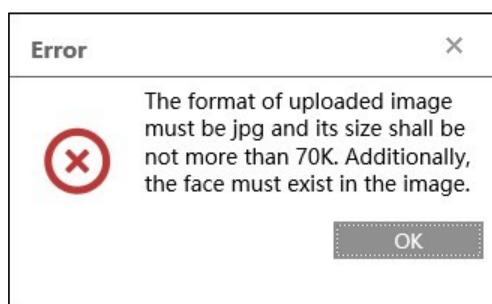 Error
The format of uploaded image
must be jpg and its size shall be
not more than 70K. Additionally,
the face must exist in the image.
OK